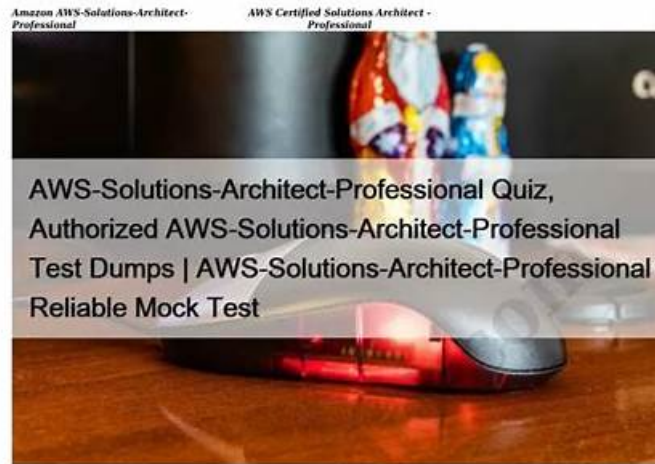 Amazon AWS-Solutions-Architect-
Professional
AWS Certified Solutions Architect -
Professional
AWS-Solutions-Architect-Professional Quiz,
Authorized AWS-Solutions-Architect-Professional
Test Dumps | AWS-Solutions-Architect-Professional
Reliable Mock Test